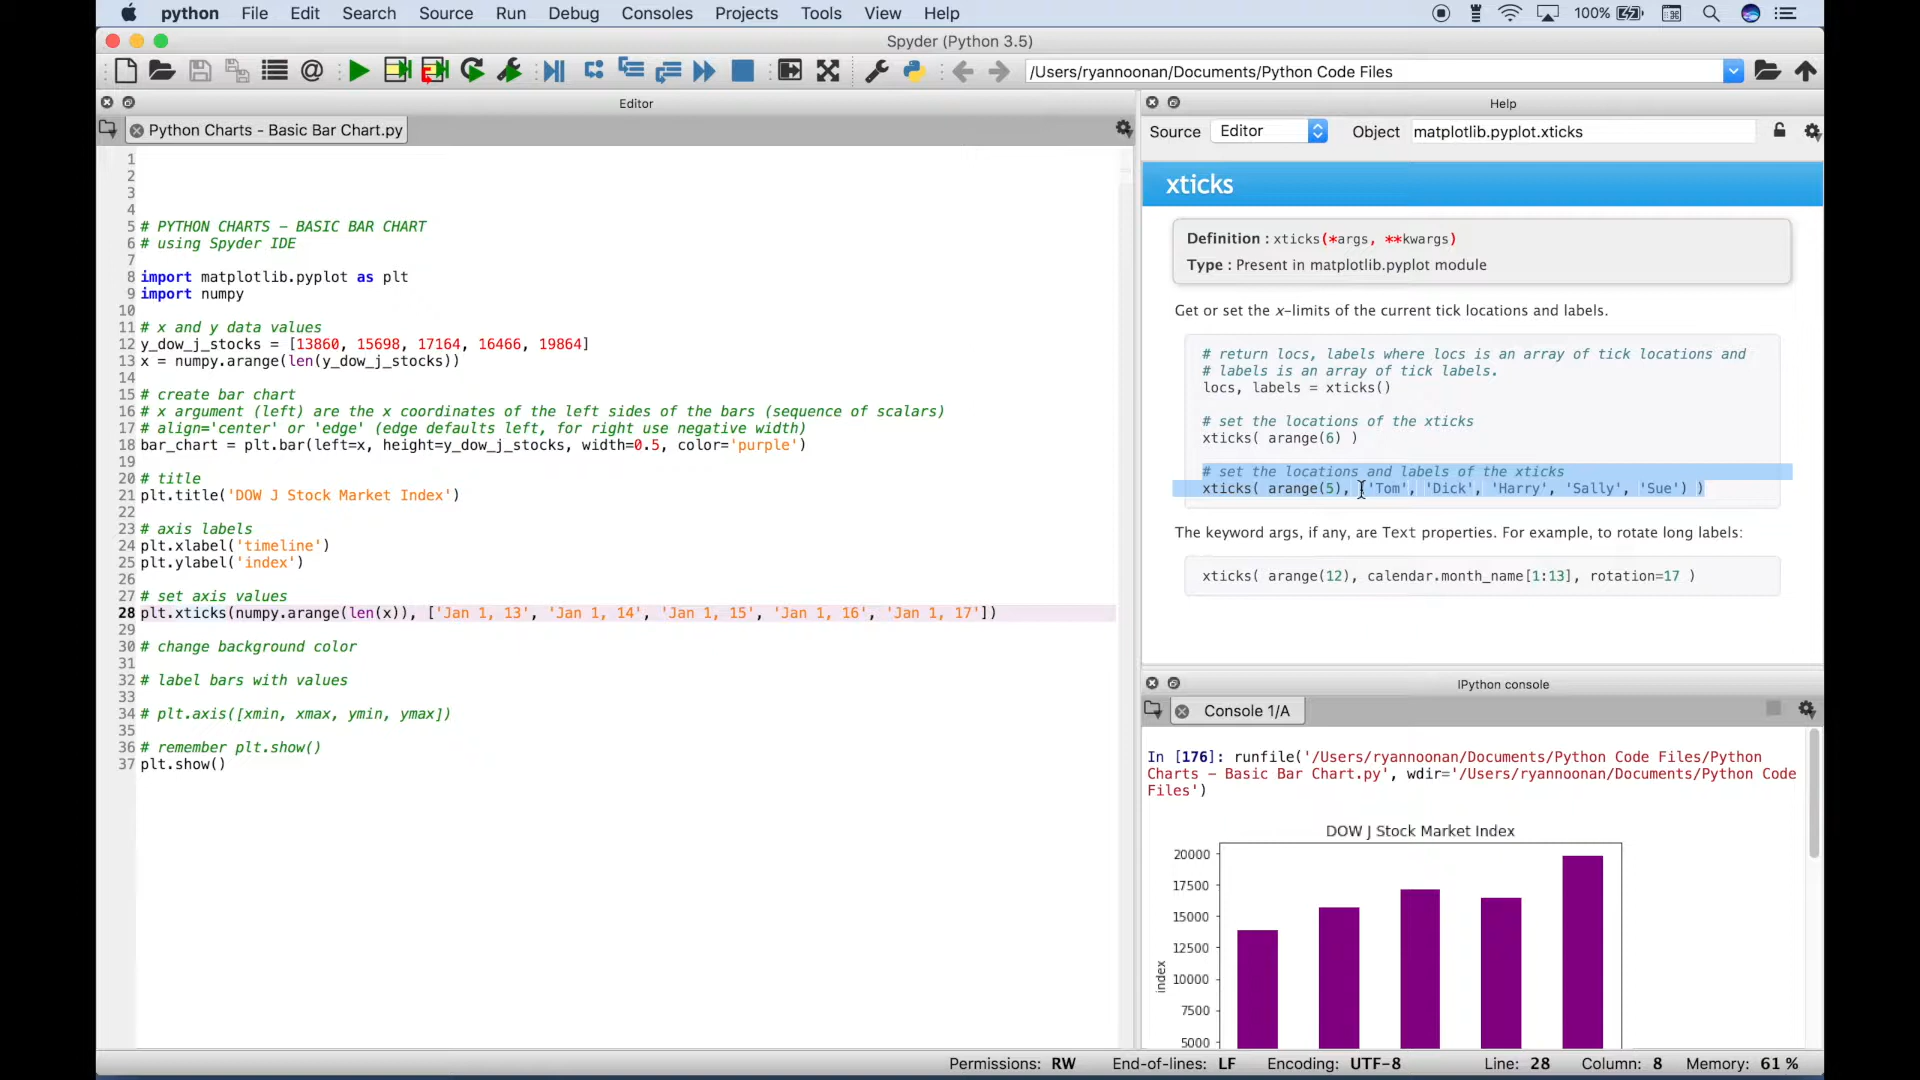 python File Edit Search Source Run Debug Consoles Projects Tools View Help 100%
Spyder (Python 3.5)
/Users/ryannoonan/Documents/Python Code Files
Editor
Python Charts - Basic Bar Chart.py
1
2
3
4
5 # PYTHON CHARTS – BASIC BAR CHART
6 # using Spyder IDE
7
8 import matplotlib.pyplot as plt
9 import numpy
10
11 # x and y data values
12 y_dow_j_stocks = [13860, 15698, 17164, 16466, 19864]
13 x = numpy.arange(len(y_dow_j_stocks))
14
15 # create bar chart
16 # x argument (left) are the x coordinates of the left sides of the bars (sequence of scalars)
17 # align='center' or 'edge' (edge defaults left, for right use negative width)
18 bar_chart = plt.bar(left=x, height=y_dow_j_stocks, width=0.5, color='purple')
19
20 # title
21 plt.title('DOW J Stock Market Index')
22
23 # axis labels
24 plt.xlabel('timeline')
25 plt.ylabel('index')
26
27 # set axis values
28 plt.xticks(numpy.arange(len(x)), ['Jan 1, 13', 'Jan 1, 14', 'Jan 1, 15', 'Jan 1, 16', 'Jan 1, 17'])
29
30 # change background color
31
32 # label bars with values
33
34 # plt.axis([xmin, xmax, ymin, ymax])
35
36 # remember plt.show()
37 plt.show()
Help
Source Editor Object matplotlib.pyplot.xticks
xticks
Definition : xticks(*args, **kwargs)
Type : Present in matplotlib.pyplot module
Get or set the x-limits of the current tick locations and labels.
# return locs, labels where locs is an array of tick locations and
# labels is an array of tick labels.
locs, labels = xticks()
# set the locations of the xticks
xticks( arange(6) )
# set the locations and labels of the xticks
xticks( arange(5), ('Tom', 'Dick', 'Harry', 'Sally', 'Sue') )
The keyword args, if any, are Text properties. For example, to rotate long labels:
xticks( arange(12), calendar.month_name[1:13], rotation=17 )
IPython console
Console 1/A
In [176]: runfile('/Users/ryannoonan/Documents/Python Code Files/Python
Charts – Basic Bar Chart.py', wdir='/Users/ryannoonan/Documents/Python Code
Files')
DOW J Stock Market Index
20000
17500
15000
12500
10000
7500
5000
index
Permissions: RW End-of-lines: LF Encoding: UTF-8 Line: 28 Column: 8 Memory: 61 %